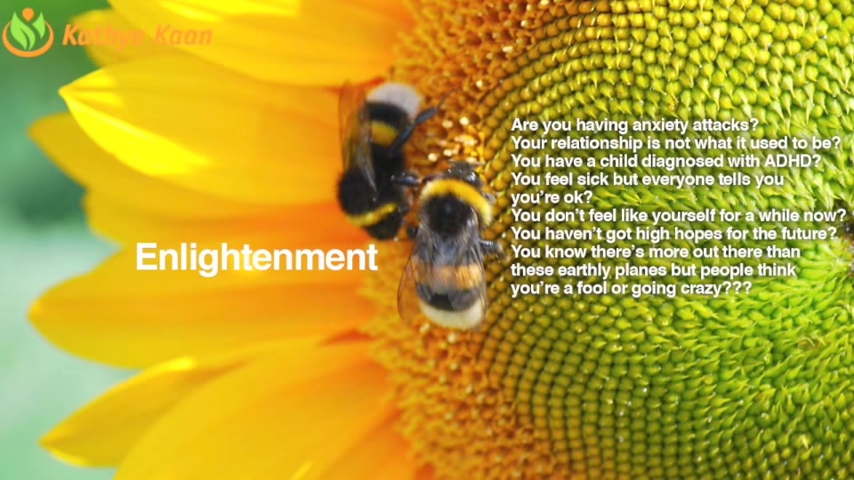 Kathye Kaan
Enlightenment
Are you having anxiety attacks?
Your relationship is not what it used to be?
You have a child diagnosed with ADHD?
You feel sick but everyone tells you
you're ok?
You don't feel like yourself for a while now?
You haven't got high hopes for the future?
You know there's more out there than
these earthly planes but people think
you're a fool or going crazy???